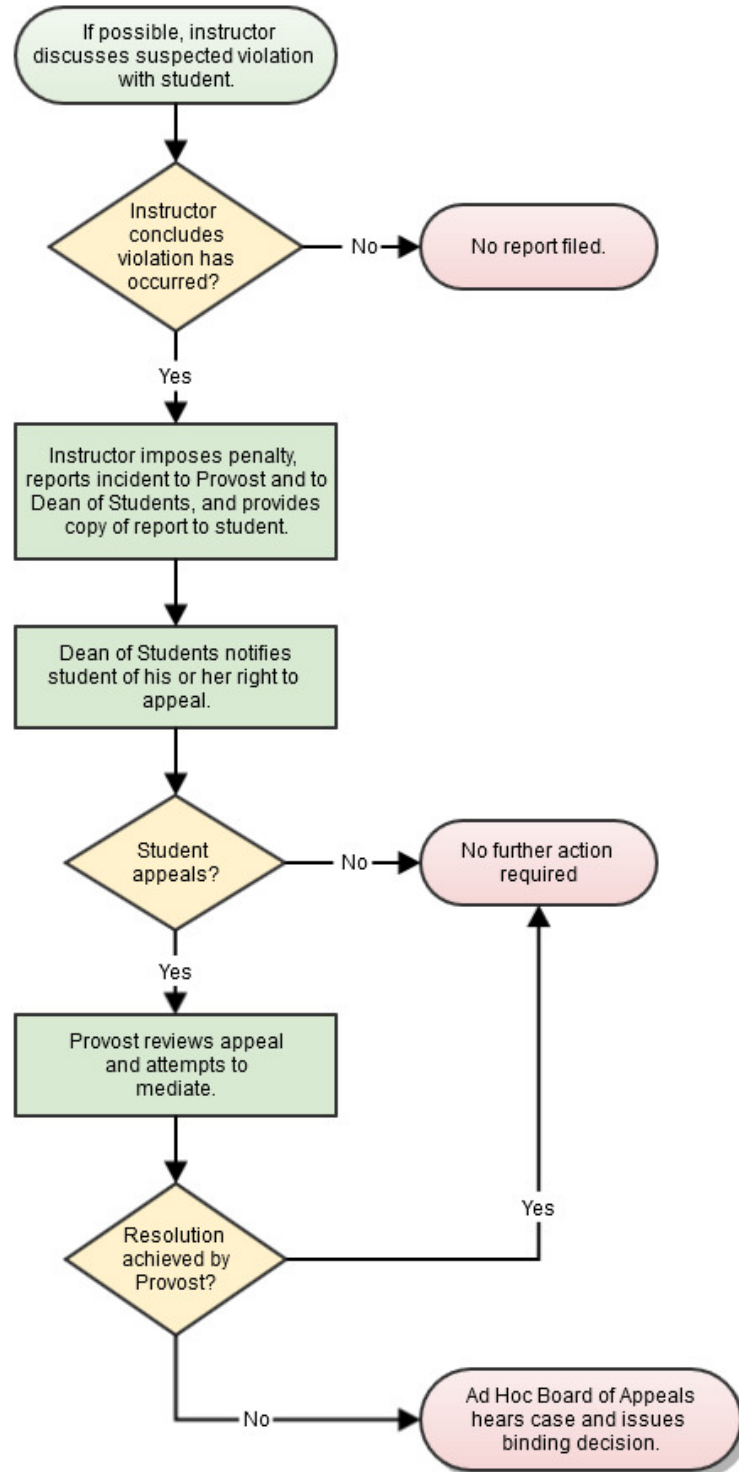 If possible, instructor
discusses suspected violation
with student.
Instructor
concludes
violation has
occurred?
No
No report filed.
Yes
Instructor imposes penalty,
reports incident to Provost and to
Dean of Students, and provides
copy of report to student.
Dean of Students notifies
student of his or her right to
appeal.
Student
appeals?
No
No further action
required
Yes
Provost reviews appeal
and attempts to
mediate.
Resolution
achieved by
Provost?
Yes
No
Ad Hoc Board of Appeals
hears case and issues
binding decision.